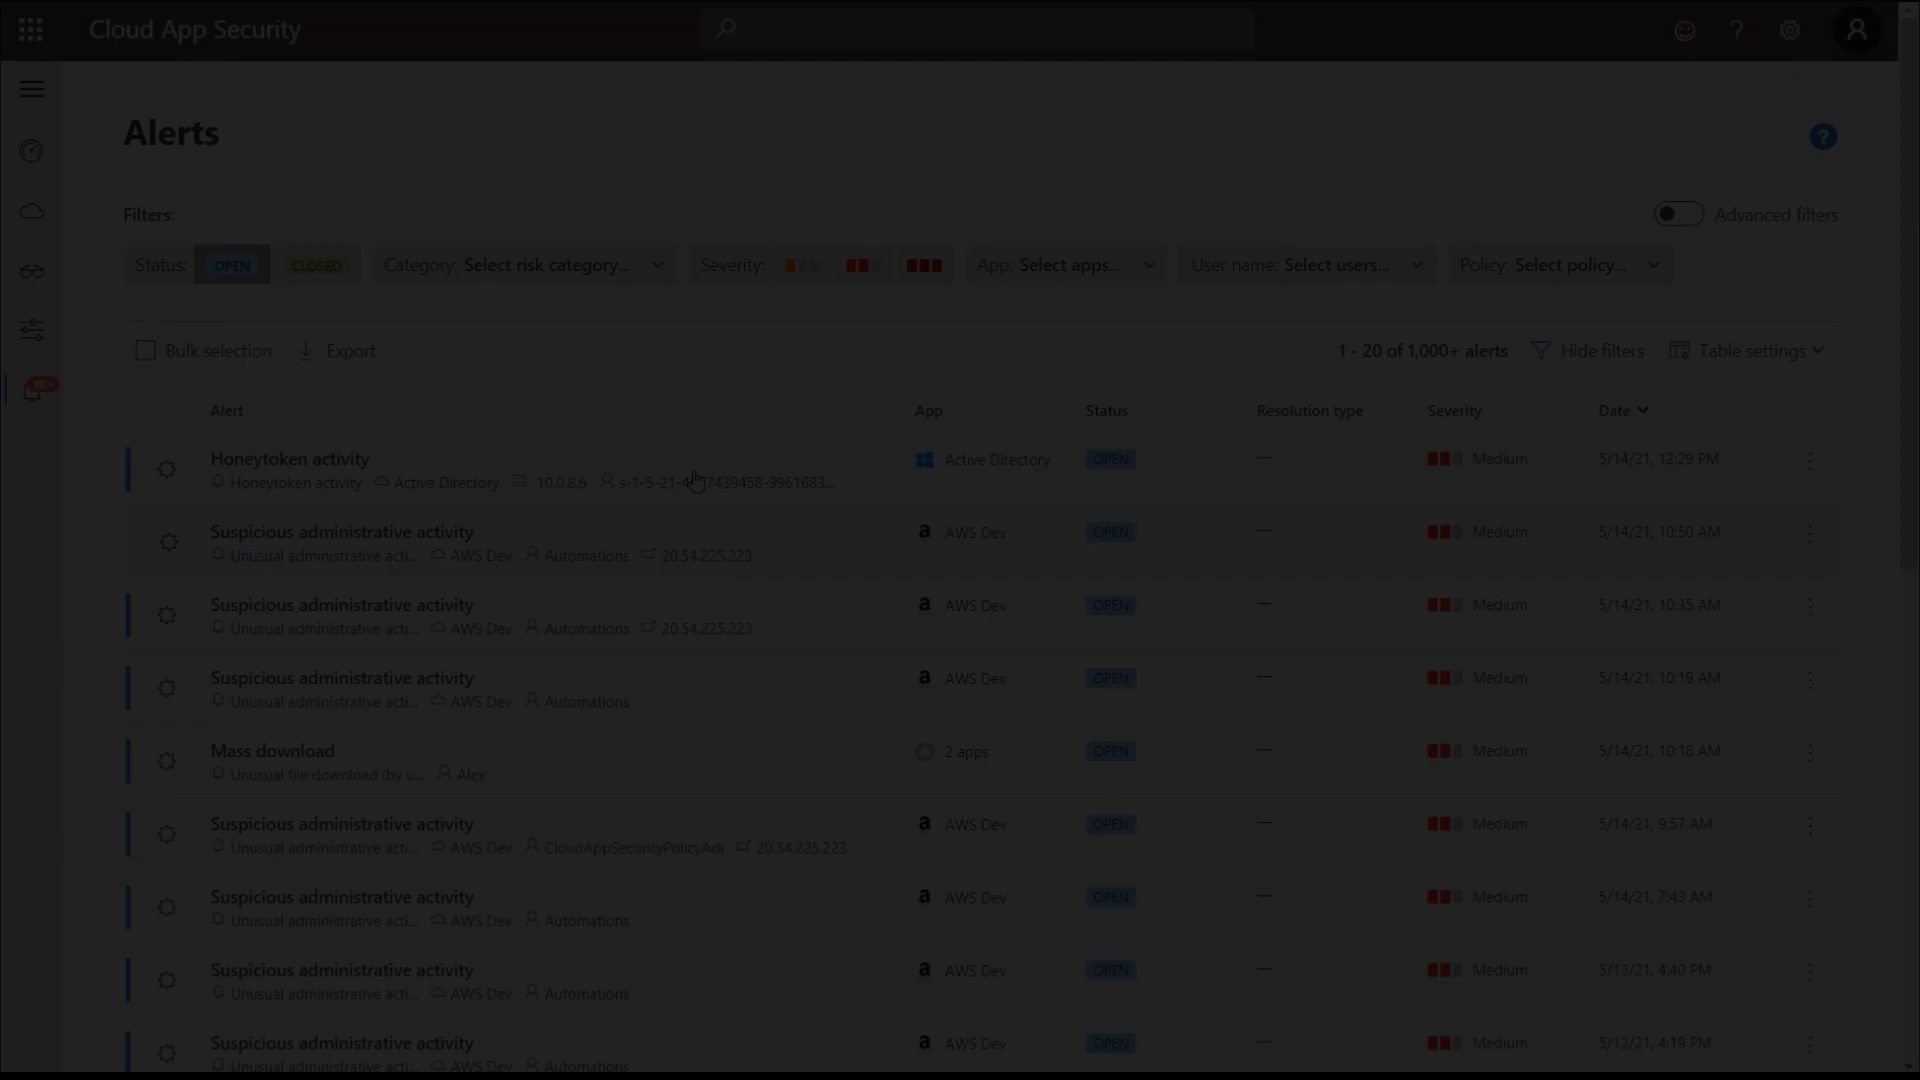 Cloud App Security
Alerts
Filters:
Advanced filters
Status: OPEN CLOSED Category: Select risk category... Severity: App: Select apps... User name: Select users... Policy: Select policy...
Bulk selection Export 1 - 20 of 1,000+ alerts Hide filters Table settings
1K+
Alert App Status Resolution type Severity Date
Honeytoken activity Active Directory OPEN — Medium 5/14/21, 12:29 PM
Honeytoken activity Active Directory 10.0.8.6
Suspicious administrative activity AWS Dev OPEN — Medium 5/14/21, 10:50 AM
Unusual administrative acti... AWS Dev Automations 20.54.225.223
Suspicious administrative activity AWS Dev OPEN — Medium 5/14/21, 10:35 AM
Unusual administrative acti... AWS Dev Automations 20.54.225.223
Suspicious administrative activity AWS Dev OPEN — Medium 5/14/21, 10:19 AM
Unusual administrative acti... AWS Dev Automations
Mass download 2 apps OPEN — Medium 5/14/21, 10:18 AM
Unusual file download (by u... Alex
Suspicious administrative activity AWS Dev OPEN — Medium 5/14/21, 9:57 AM
Unusual administrative acti... AWS Dev CloudAppSecurityPolicyAdi 20.54.225.223
Suspicious administrative activity AWS Dev OPEN — Medium 5/14/21, 7:43 AM
Unusual administrative acti... AWS Dev Automations
Suspicious administrative activity AWS Dev OPEN — Medium 5/13/21, 4:40 PM
Unusual administrative acti... AWS Dev Automations
Suspicious administrative activity AWS Dev OPEN — Medium 5/13/21, 4:19 PM
Unusual administrative acti... AWS Dev Automations